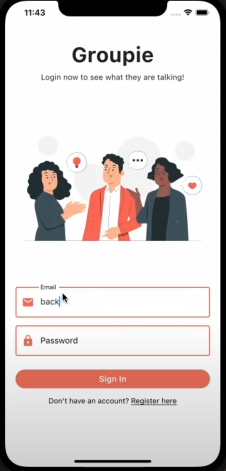 11:43
Groupie
Login now to see what they are talking!
Email
back
Password
Sign In
Don't have an account? Register here